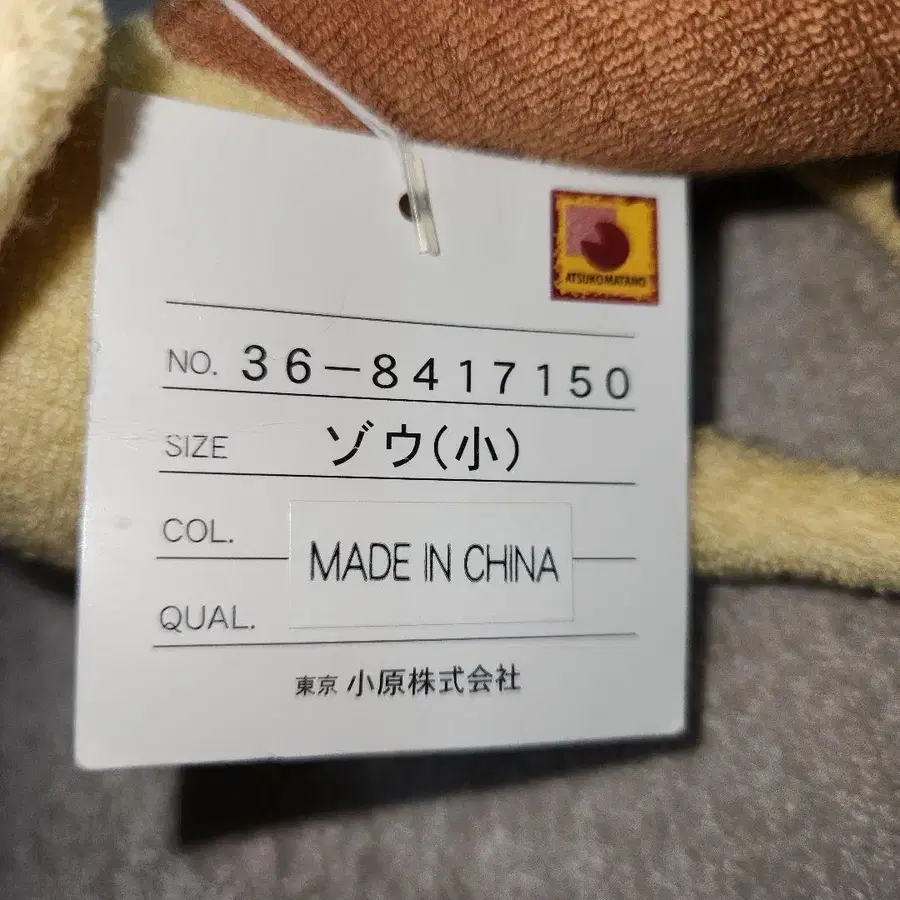 ATSUKO MATANO
NO. 36-8417150
SIZE ゾウ(小)
COL.
MADE IN CHINA
QUAL.
東京 小原株式会社